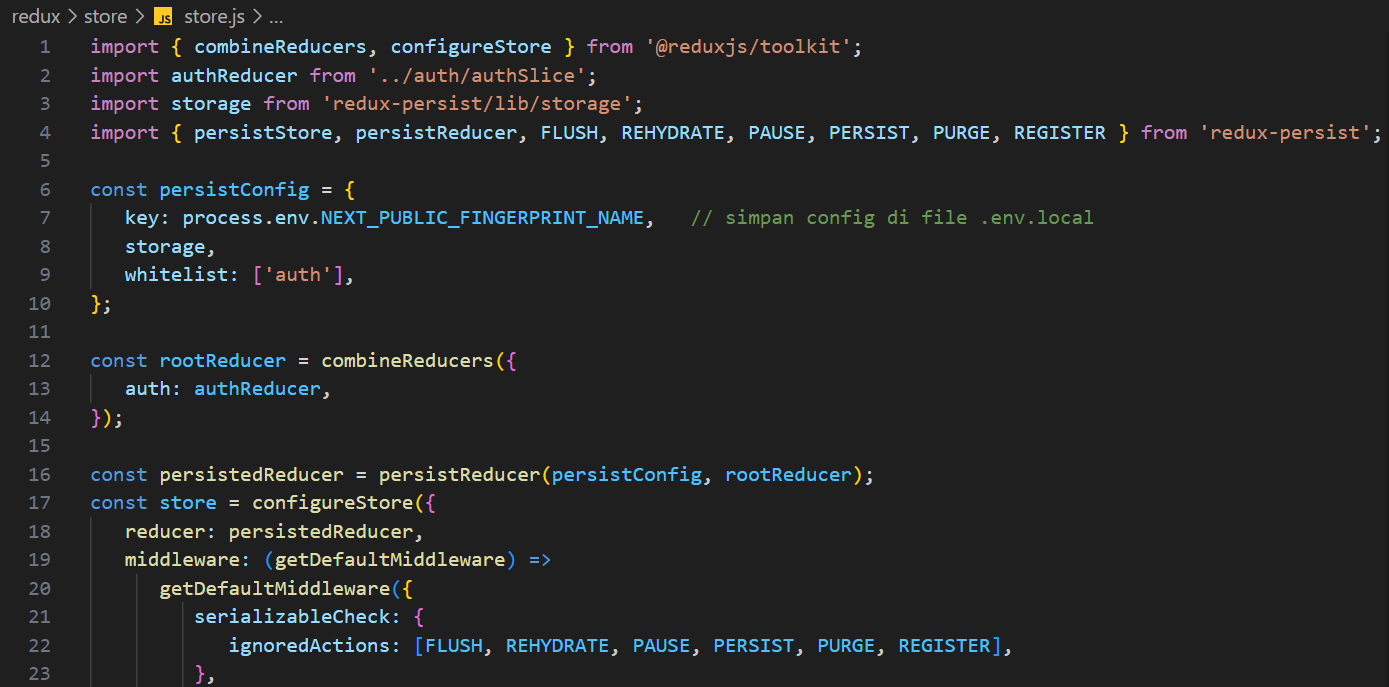 redux > store > JS store.js > ...
1 import { combineReducers, configureStore } from '@reduxjs/toolkit';
2 import authReducer from '../auth/authSlice';
3 import storage from 'redux-persist/lib/storage';
4 import { persistStore, persistReducer, FLUSH, REHYDRATE, PAUSE, PERSIST, PURGE, REGISTER } from 'redux-persist';
5
6 const persistConfig = {
7    key: process.env.NEXT_PUBLIC_FINGERPRINT_NAME,   // simpan config di file .env.local
8    storage,
9    whitelist: ['auth'],
10 };
11
12 const rootReducer = combineReducers({
13    auth: authReducer,
14 });
15
16 const persistedReducer = persistReducer(persistConfig, rootReducer);
17 const store = configureStore({
18    reducer: persistedReducer,
19    middleware: (getDefaultMiddleware) =>
20       getDefaultMiddleware({
21          serializableCheck: {
22             ignoredActions: [FLUSH, REHYDRATE, PAUSE, PERSIST, PURGE, REGISTER],
23          },